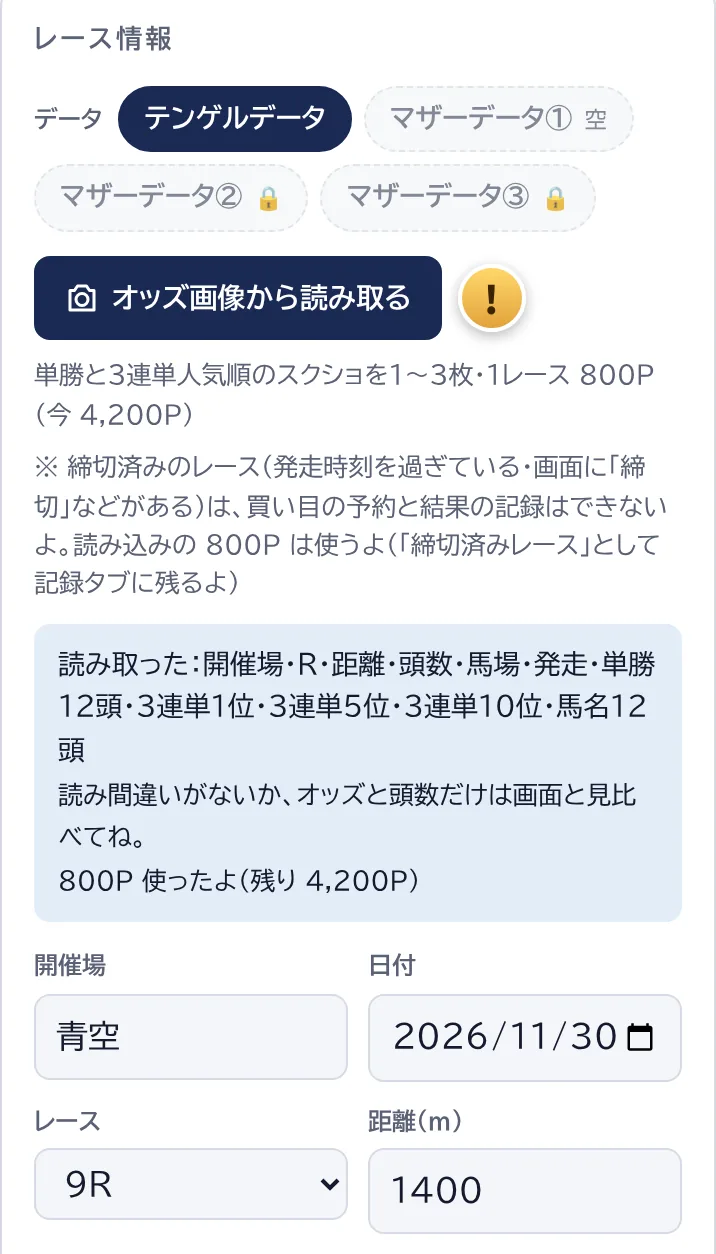 レース情報
データ テンゲルデータ マザーデータ① 空
マザーデータ② 🔒 マザーデータ③ 🔒
オッズ画像から読み取る !
単勝と3連単人気順のスクショを1〜3枚・1レース 800P
(今 4,200P)
※ 締切済みのレース(発走時刻を過ぎている・画面に「締
切」などがある)は、買い目の予約と結果の記録はできない
よ。読み込みの 800P は使うよ(「締切済みレース」として
記録タブに残るよ)
読み取った：開催場・R・距離・頭数・馬場・発走・単勝
12頭・3連単1位・3連単5位・3連単10位・馬名12
頭
読み間違いがないか、オッズと頭数だけは画面と見比
べてね。
800P 使ったよ(残り 4,200P)
開催場 日付
青空 2026/11/30
レース 距離(m)
9R 1400